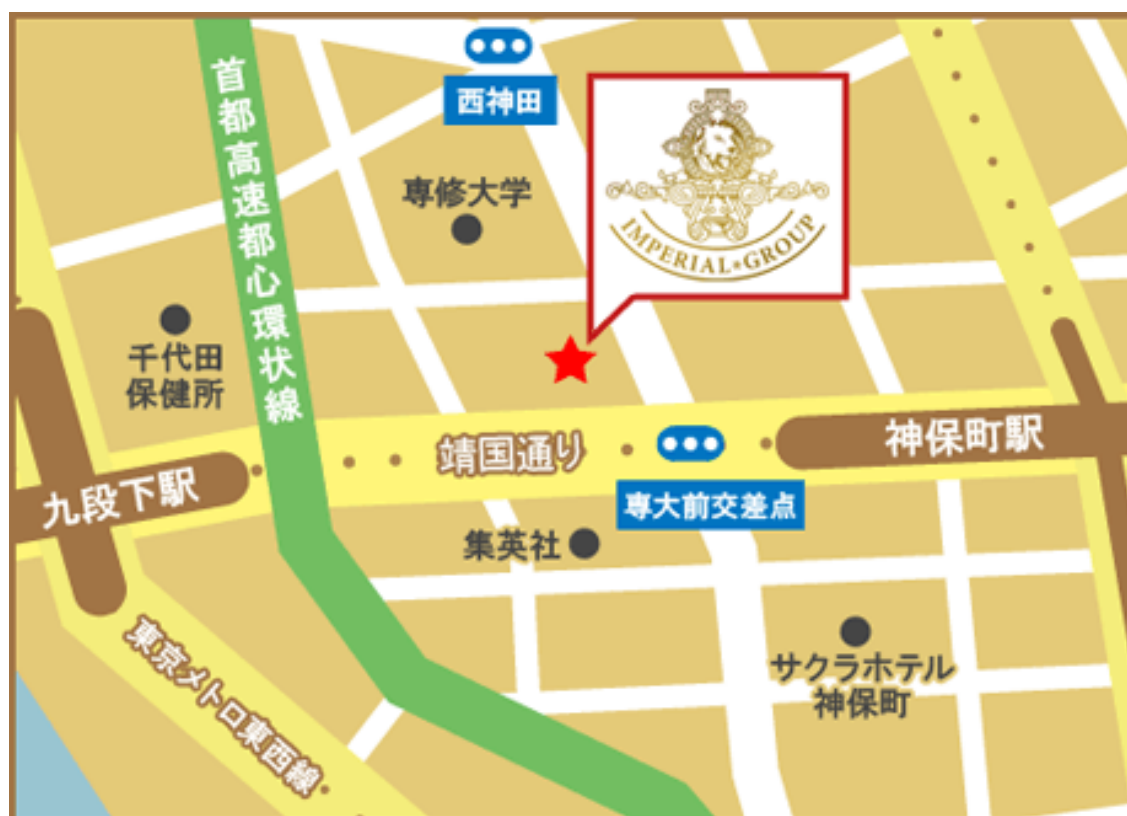 西神田
首都高速都心環状線
専修大学
IMPERIAL GROUP
千代田
保健所
靖国通り
神保町駅
九段下駅
専大前交差点
集英社
サクラホテル
神保町
東京メトロ東西線